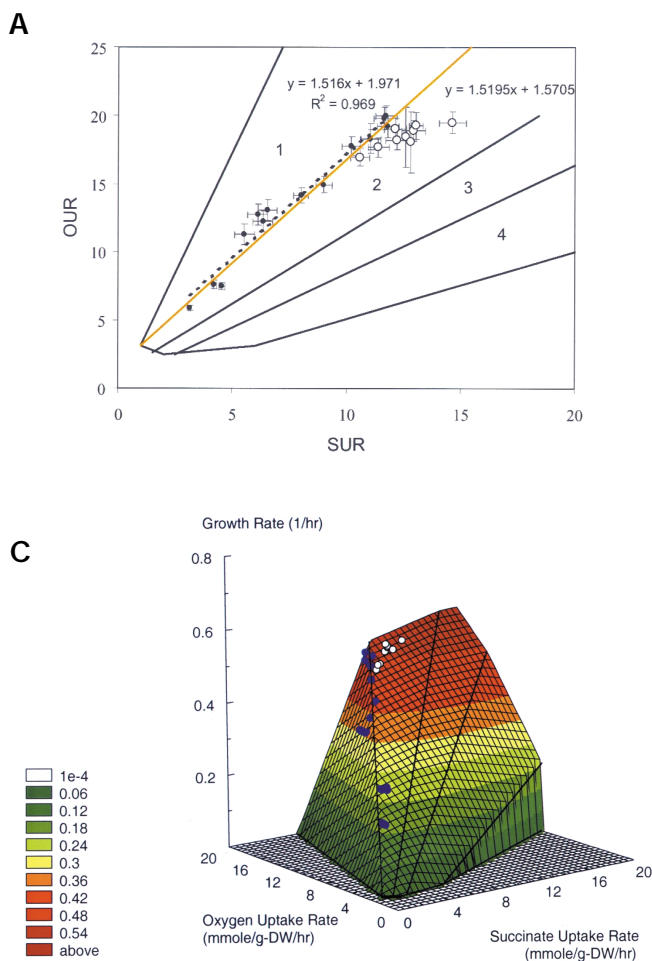 A
25
20
15
10
5
0
OUR
y = 1.516x + 1.971
R² = 0.969
y = 1.5195x + 1.5705
1
2
3
4
0 5 10 15 20
SUR
C
Growth Rate (1/hr)
0.8
0.6
0.4
0.2
20 16 12 8 4 0
0 4 8 12 16 20
Oxygen Uptake Rate
(mmole/g-DW/hr)
Succinate Uptake Rate
(mmole/g-DW/hr)
1e-4
0.06
0.12
0.18
0.24
0.3
0.36
0.42
0.48
0.54
above